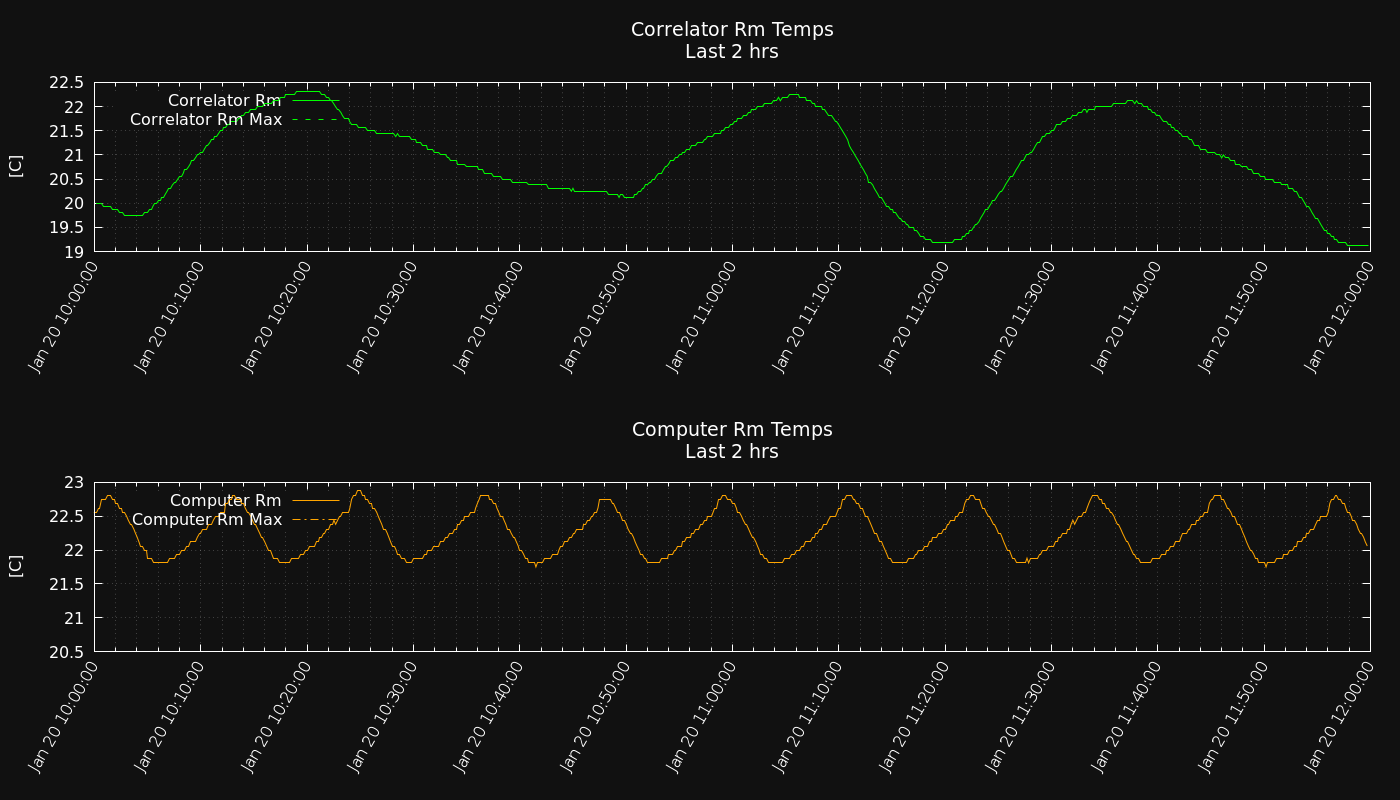 Correlator Rm Temps
Last 2 hrs
22.5
22
21.5
21
20.5
20
19.5
19
[C]
Correlator Rm
Correlator Rm Max
Jan 20 10:00:00
Jan 20 10:10:00
Jan 20 10:20:00
Jan 20 10:30:00
Jan 20 10:40:00
Jan 20 10:50:00
Jan 20 11:00:00
Jan 20 11:10:00
Jan 20 11:20:00
Jan 20 11:30:00
Jan 20 11:40:00
Jan 20 11:50:00
Jan 20 12:00:00
Computer Rm Temps
Last 2 hrs
23
22.5
22
21.5
21
20.5
[C]
Computer Rm
Computer Rm Max
Jan 20 10:00:00
Jan 20 10:10:00
Jan 20 10:20:00
Jan 20 10:30:00
Jan 20 10:40:00
Jan 20 10:50:00
Jan 20 11:00:00
Jan 20 11:10:00
Jan 20 11:20:00
Jan 20 11:30:00
Jan 20 11:40:00
Jan 20 11:50:00
Jan 20 12:00:00